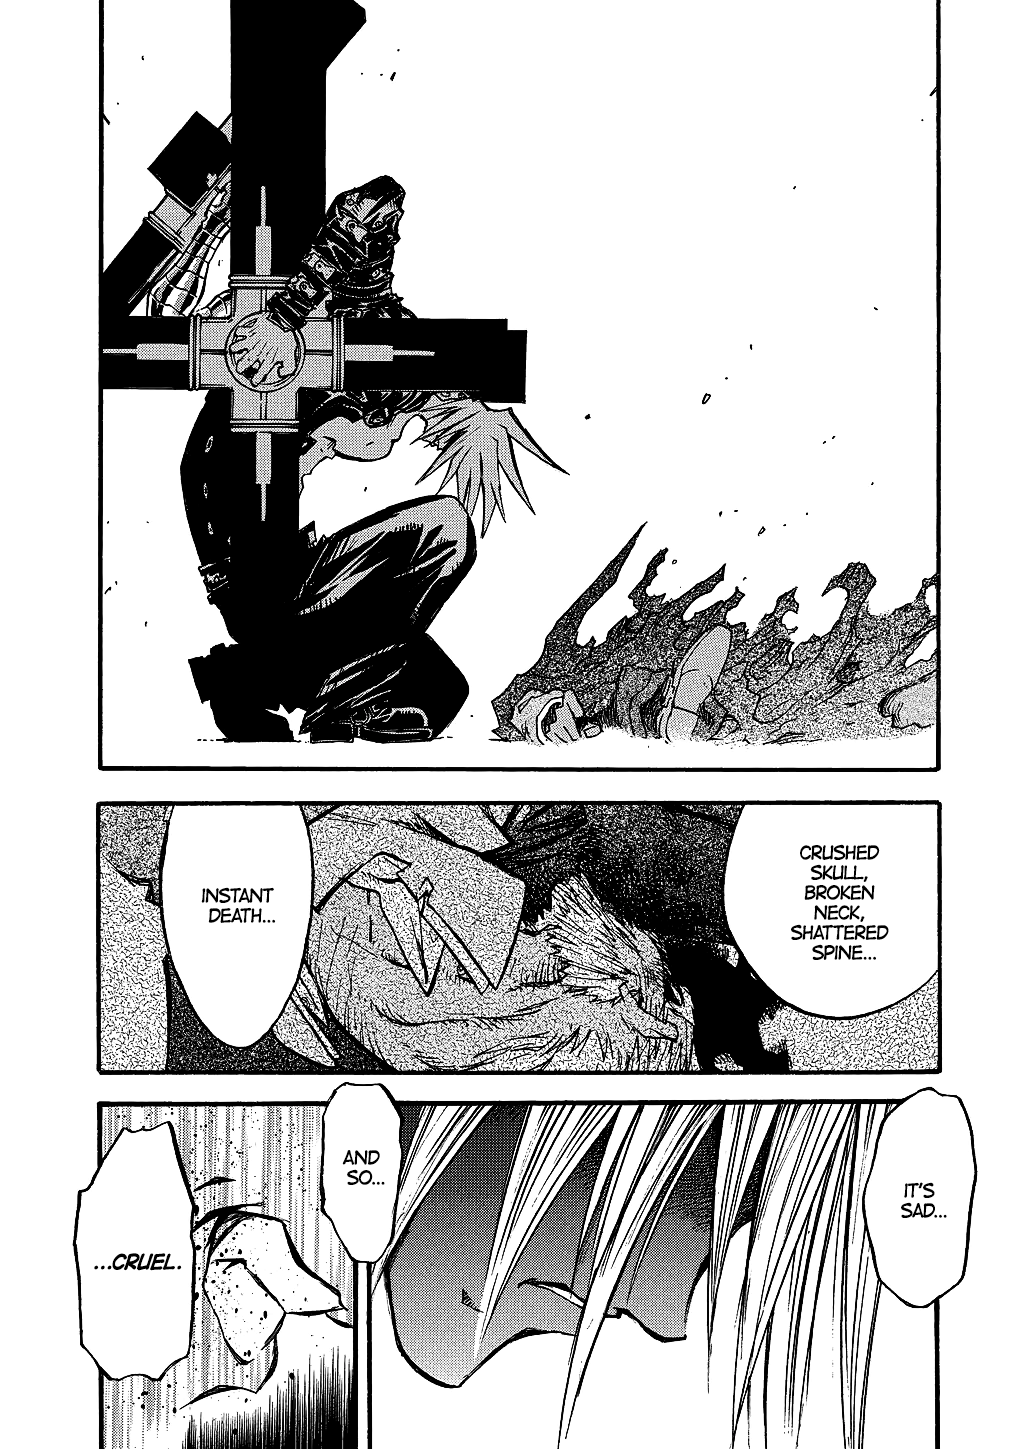 CRUSHED
SKULL,
BROKEN
NECK,
SHATTERED
SPINE...
INSTANT
DEATH...
IT'S
SAD...
AND
SO...
...CRUEL.